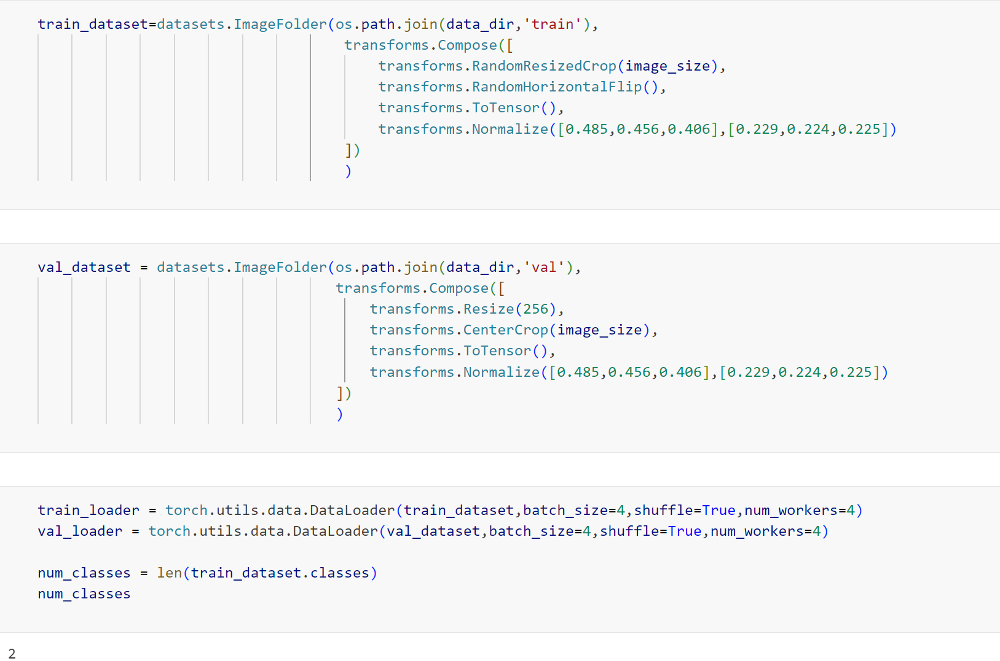 train_dataset=datasets.ImageFolder(os.path.join(data_dir,'train'),
transforms.Compose([
transforms.RandomResizedCrop(image_size),
transforms.RandomHorizontalFlip(),
transforms.ToTensor(),
transforms.Normalize([0.485,0.456,0.406],[0.229,0.224,0.225])
])
)
val_dataset = datasets.ImageFolder(os.path.join(data_dir,'val'),
transforms.Compose([
transforms.Resize(256),
transforms.CenterCrop(image_size),
transforms.ToTensor(),
transforms.Normalize([0.485,0.456,0.406],[0.229,0.224,0.225])
])
)
train_loader = torch.utils.data.DataLoader(train_dataset,batch_size=4,shuffle=True,num_workers=4)
val_loader = torch.utils.data.DataLoader(val_dataset,batch_size=4,shuffle=True,num_workers=4)
num_classes = len(train_dataset.classes)
num_classes
2